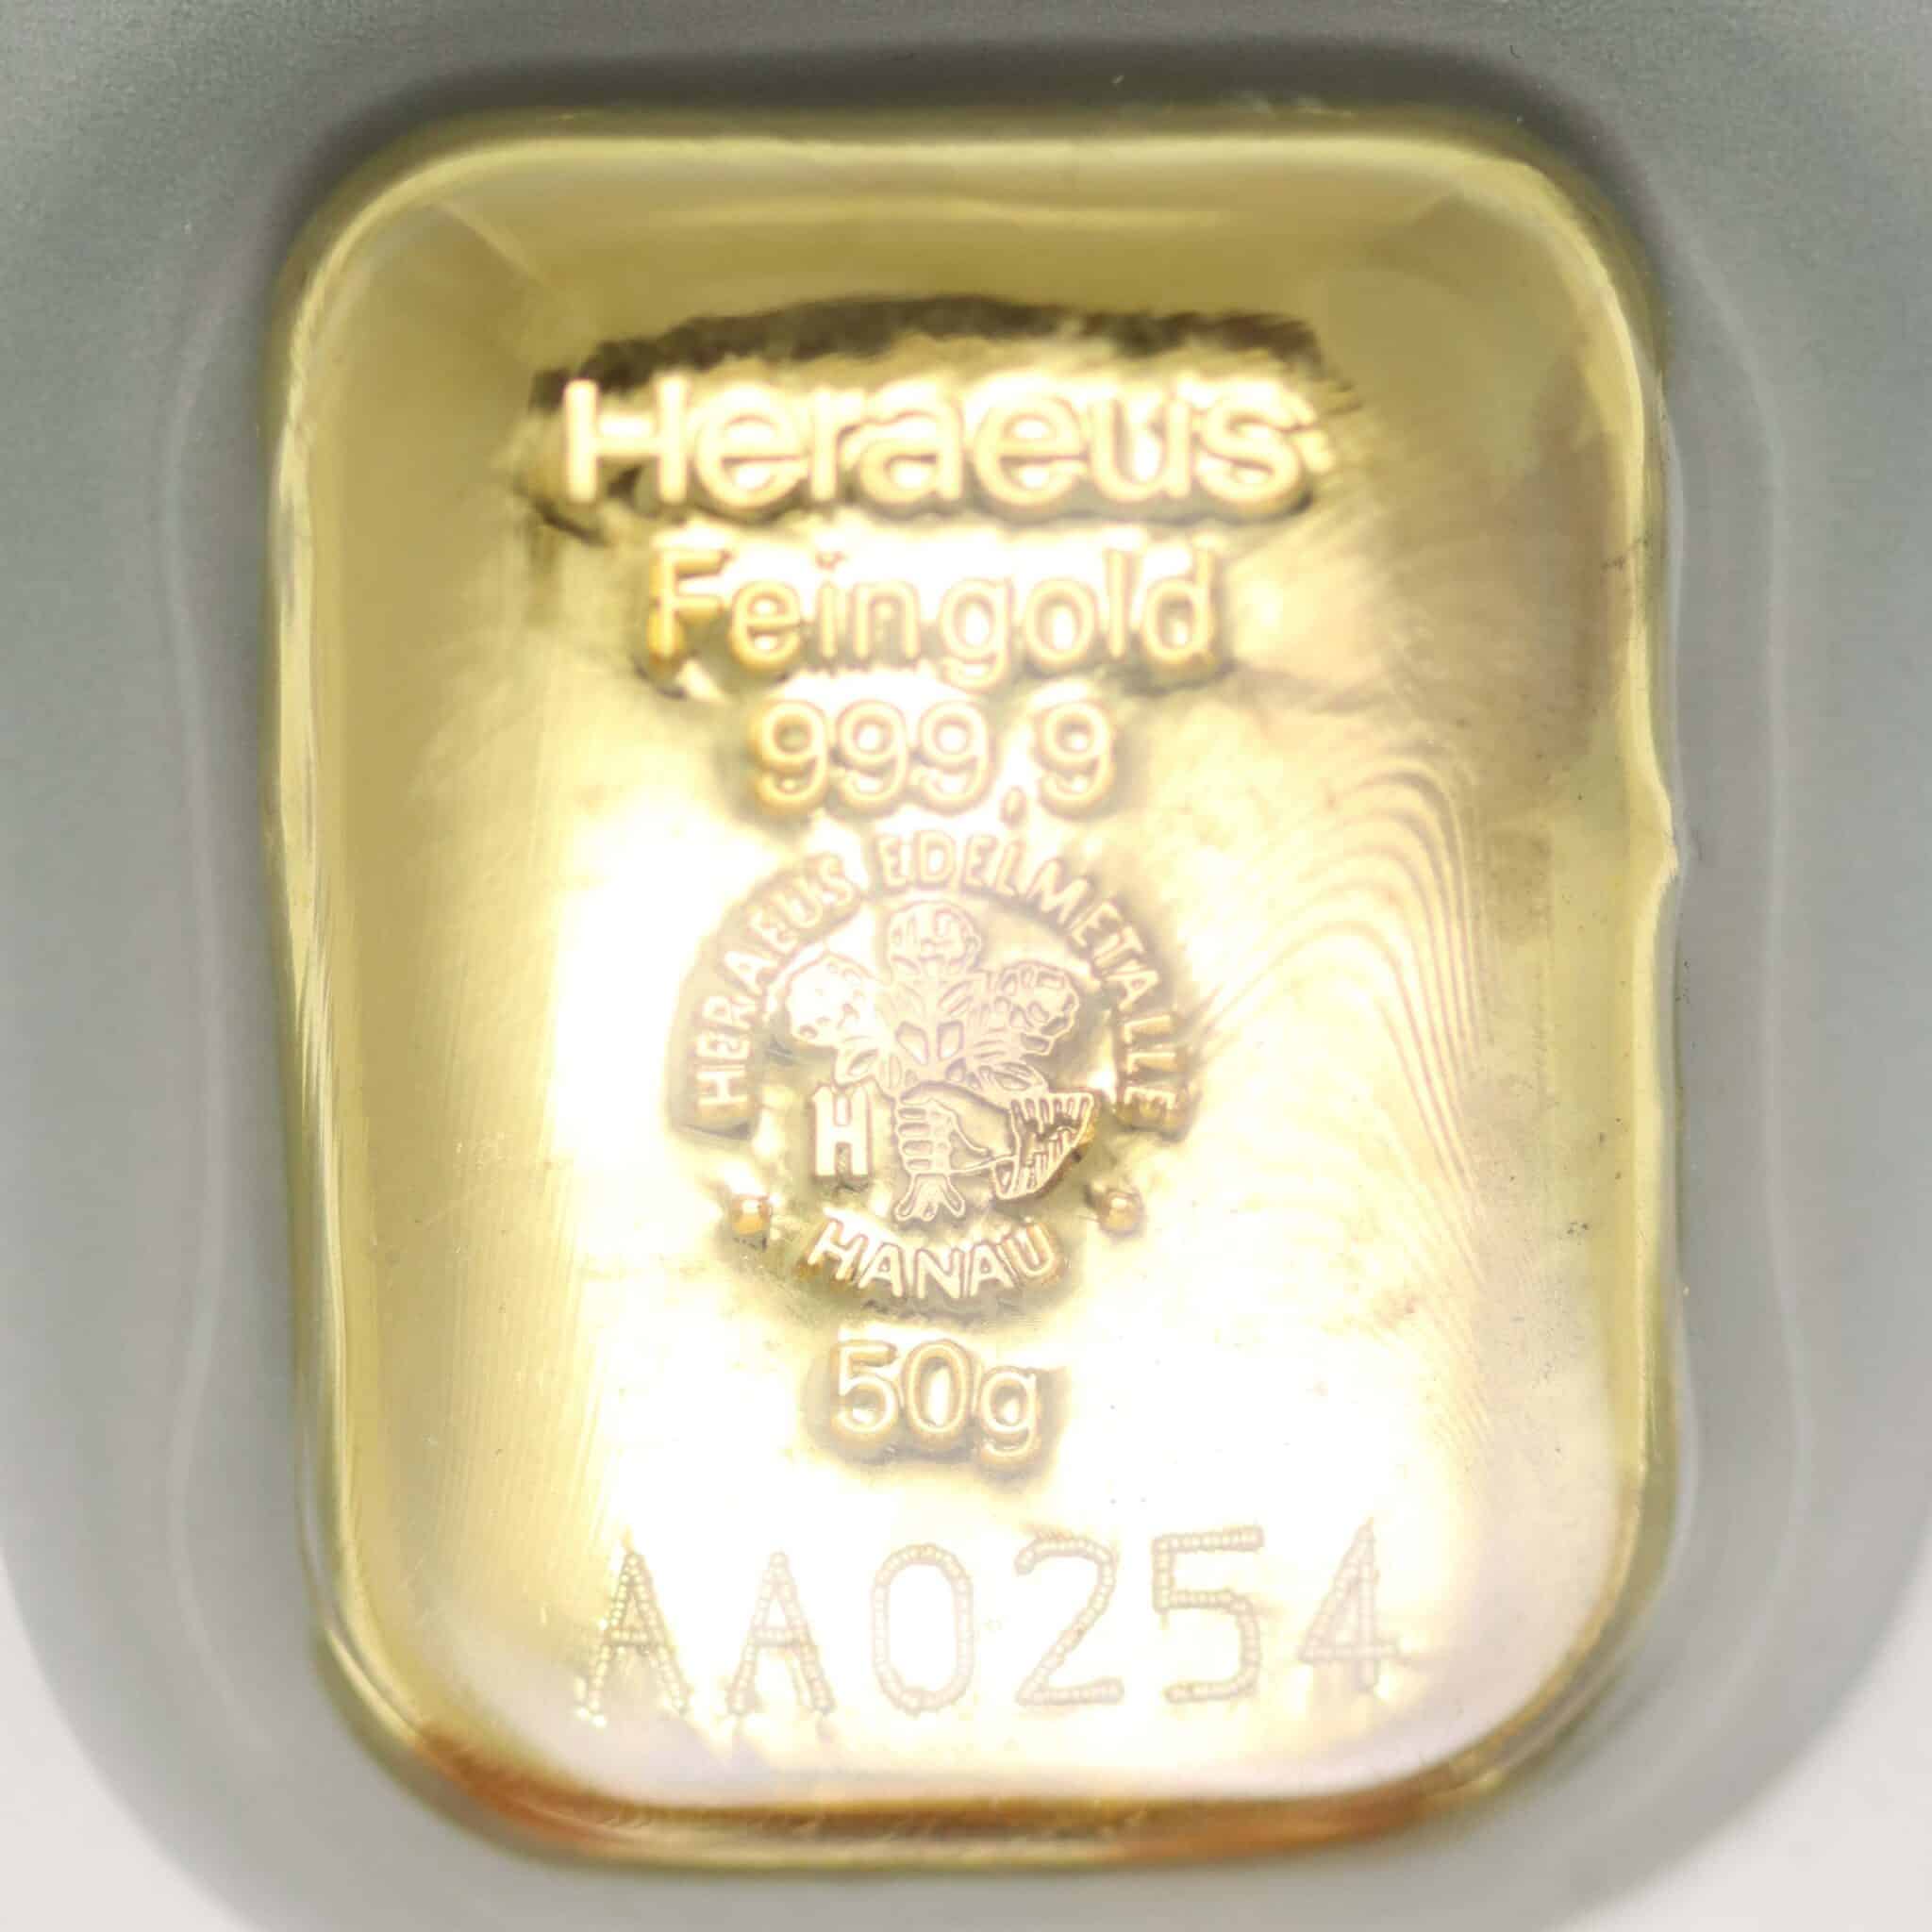 Heraeus
Feingold
999,9
HERAEUS EDELMETALLE
H
HANAU
50g
AA0254